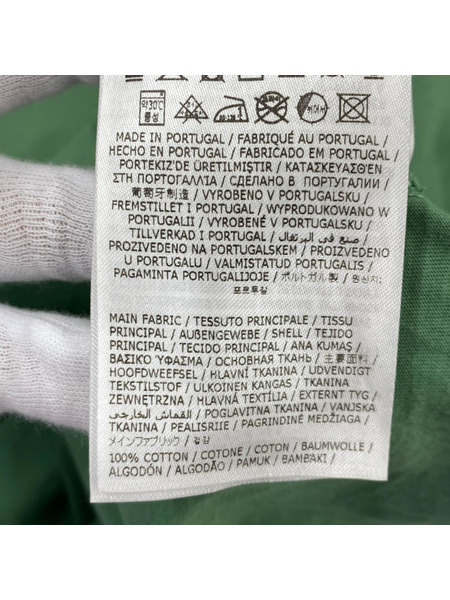 약30℃
중성
MADE IN PORTUGAL / FABRIQUÉ AU PORTUGAL /
HECHO EN PORTUGAL / FABRICADO EM PORTUGAL /
PORTEKIZ'DE ÜRETILMIŞTIR / ΚΑΤΑΣΚΕΥΑΣΘΗ
ΣΤΗ ΠΟΡΤΟΓΑΛΛΙΑ / СДЕЛАНО В ПОРТУГАЛИИ /
葡萄牙制造 / VYROBENO V PORTUGALSKU /
FREMSTILLET I PORTUGAL / WYPRODUKOWANO W
PORTUGALII / VYROBENÉ V PORTUGALSKU /
TILLVERKAD I PORTUGAL / صنع في البرتغال /
PROIZVEDENO NA PORTUGALSKEM / PROIZVEDENO
U PORTUGALU / VALMISTATUD PORTUGALIS /
PAGAMINTA PORTUGALIJOJE / ポルトガル製 / 원산지:
포르투갈
MAIN FABRIC / TESSUTO PRINCIPALE / TISSU
PRINCIPAL / AUßENGEWEBE / SHELL / TEJIDO
PRINCIPAL / TECIDO PRINCIPAL / ANA KUMAŞ /
ΒΑΣΙΚΌ ΎΦΑΣΜΑ / ОСНОВНАЯ ТКАНЬ / 主要面料 /
HOOFDWEEFSEL / HLAVNÍ TKANINA / UDVENDIGT
TEKSTILSTOF / ULKOINEN KANGAS / TKANINA
ZEWNĘTRZNA / HLAVNÁ TEXTÍLIA / EXTERNT TYG /
القماش الخارجي / POGLAVITNA TKANINA / VANJSKA
TKANINA / PEALISRIIE / PAGRINDINĖ MEDŽIAGA /
メインファブリック / 겉감
100% COTTON / COTONE / COTON / BAUMWOLLE /
ALGODÓN / ALGODÃO / PAMUK / ΒΑΜΒΑΚΙ /